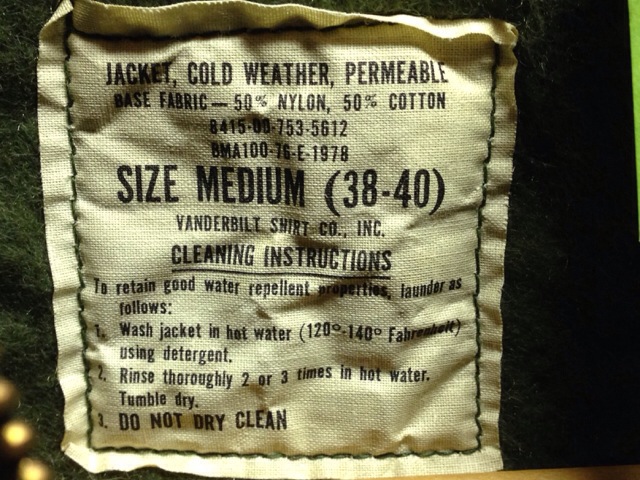 JACKET, COLD WEATHER, PERMEABLE
BASE FABRIC — 50% NYLON, 50% COTTON
8415-00-753-5612
DMA100-76-E-1978
SIZE MEDIUM (38-40)
VANDERBILT SHIRT CO., INC.
CLEANING INSTRUCTIONS
To retain good water repellent properties, launder as
follows:
1. Wash jacket in hot water (120°-140° Fahrenheit)
using detergent.
2. Rinse thoroughly 2 or 3 times in hot water.
Tumble dry.
3. DO NOT DRY CLEAN